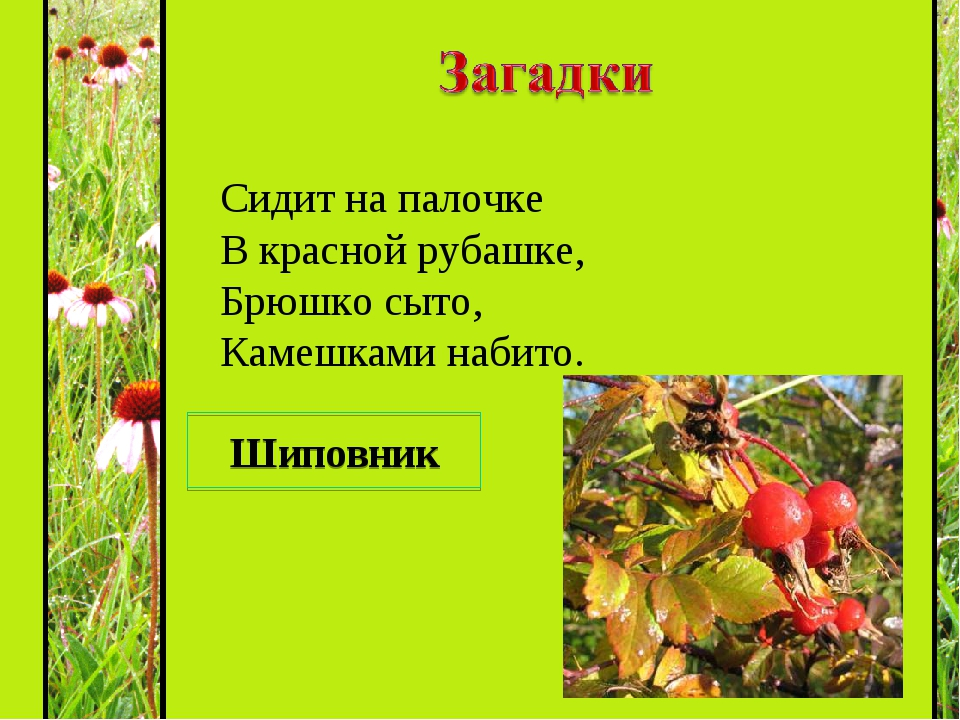 Загадки
Сидит на палочке
В красной рубашке,
Брюшко сыто,
Камешками набито.
Шиповник